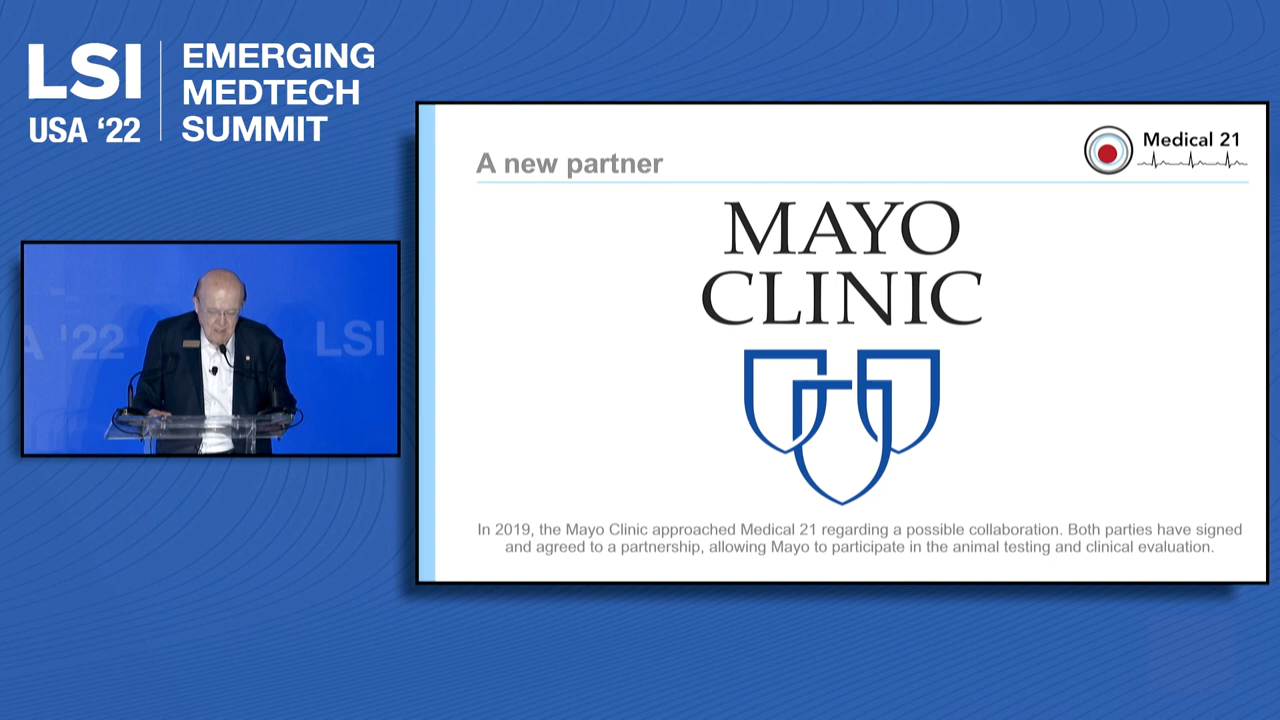 LSI
USA ‘22
EMERGING
MEDTECH
SUMMIT
A new partner
Medical 21
MAYO
CLINIC
In 2019, the Mayo Clinic approached Medical 21 regarding a possible collaboration. Both parties have signed
and agreed to a partnership, allowing Mayo to participate in the animal testing and clinical evaluation.
A '22
LSI